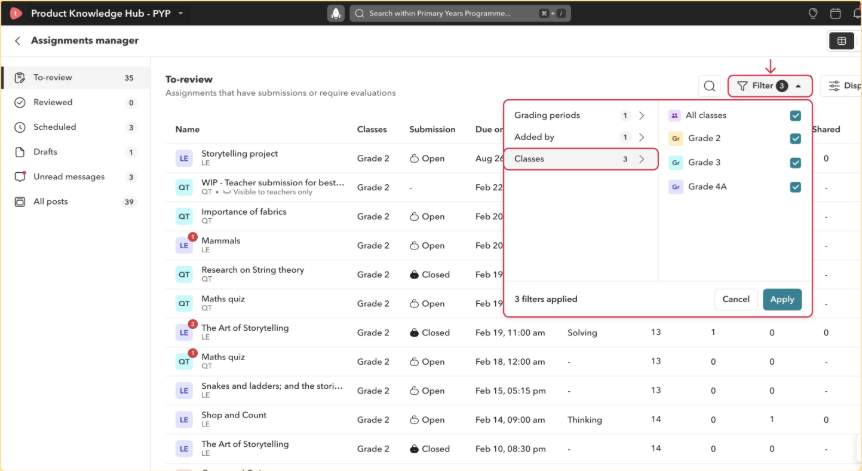 Product Knowledge Hub - PYP
Search within Primary Years Programme... ⌘ + /
Assignments manager
To-review 35
Reviewed 0
Scheduled 3
Drafts 1
Unread messages 3
All posts 39
To-review
Assignments that have submissions or require evaluations
Filter 3
Disp
Name Classes Submission Due on Shared
LE Storytelling project Grade 2 Open Aug 26 0
LE
QT WIP - Teacher submission for best... Grade 2 - Feb 22 -
QT • Visible to teachers only
QT Importance of fabrics Grade 2 Open Feb 20 -
QT
LE 1 Mammals Grade 2 Open Feb 20 -
LE
QT Research on String theory Grade 2 Closed Feb 19 -
QT
QT Maths quiz Grade 2 Open Feb 19 -
QT
LE 3 The Art of Storytelling Grade 2 Closed Feb 19, 11:00 am Solving 13 1 0 0
LE
QT 1 Maths quiz Grade 2 Open Feb 18, 12:00 am - 13 0 0 -
QT
LE Snakes and ladders; and the stori... Grade 2 Open Feb 15, 05:15 pm - 13 0 0 -
LE
LE Shop and Count Grade 2 Open Feb 14, 09:00 am Thinking 14 0 1 0
LE
LE The Art of Storytelling Grade 2 Closed Feb 10, 08:30 pm - 14 0 0 -
LE
Grading periods 1
Added by 1
Classes 3
All classes
Gr Grade 2
Gr Grade 3
Gr Grade 4A
3 filters applied
Cancel
Apply